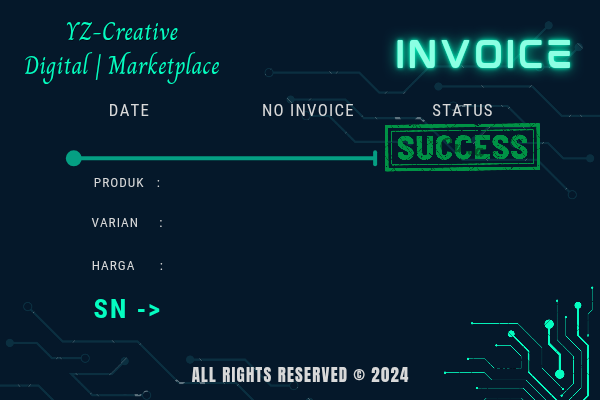 YZ-Creative
Digital | Marketplace
INVOICE
DATE
NO INVOICE
STATUS
SUCCESS
PRODUK :
VARIAN :
HARGA :
SN ->
ALL RIGHTS RESERVED © 2024